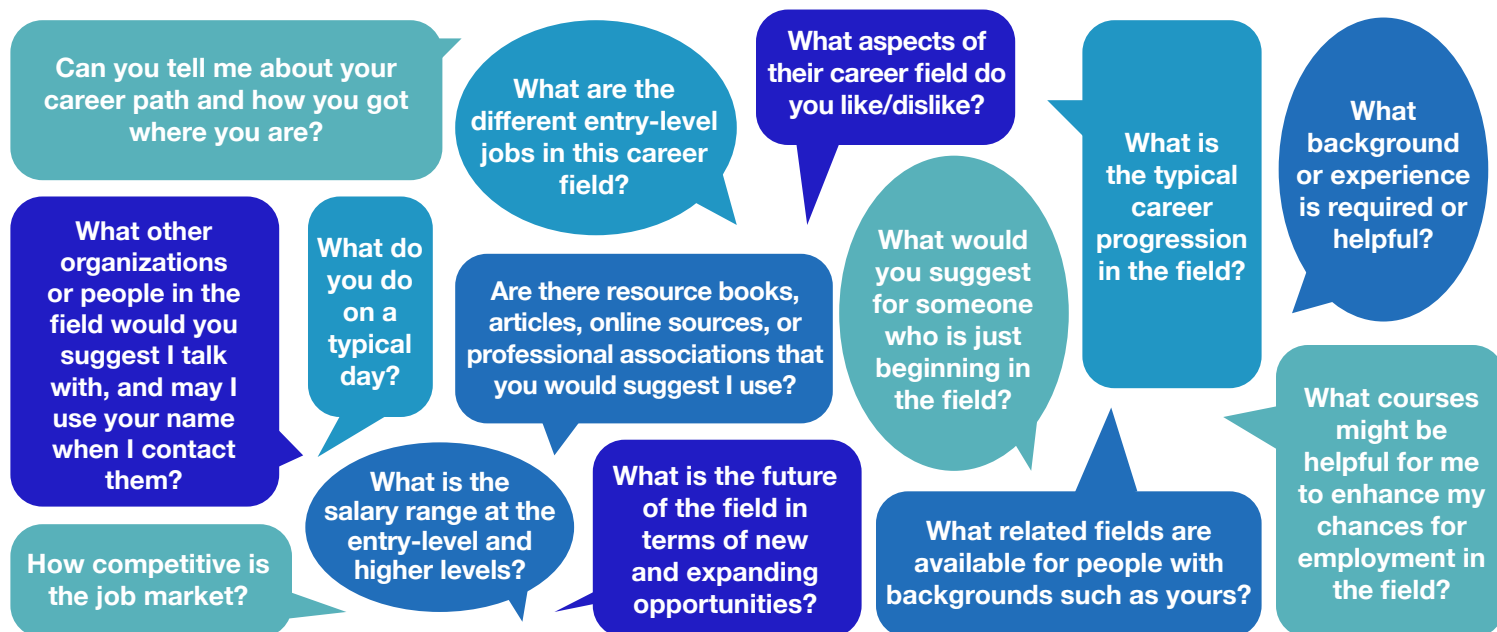 Can you tell me about your
career path and how you got
where you are?
What are the
different entry-level
jobs in this career
field?
What aspects of
their career field do
you like/dislike?
What is
the typical
career
progression
in the field?
What
background
or experience
is required or
helpful?
What other
organizations
or people in the
field would you
suggest I talk
with, and may I
use your name
when I contact
them?
What do
you do
on a
typical
day?
Are there resource books,
articles, online sources, or
professional associations that
you would suggest I use?
What would
you suggest
for someone
who is just
beginning in
the field?
What courses
might be
helpful for me
to enhance my
chances for
employment in
the field?
How competitive is
the job market?
What is the
salary range at the
entry-level and
higher levels?
What is the future
of the field in
terms of new
and expanding
opportunities?
What related fields are
available for people with
backgrounds such as yours?